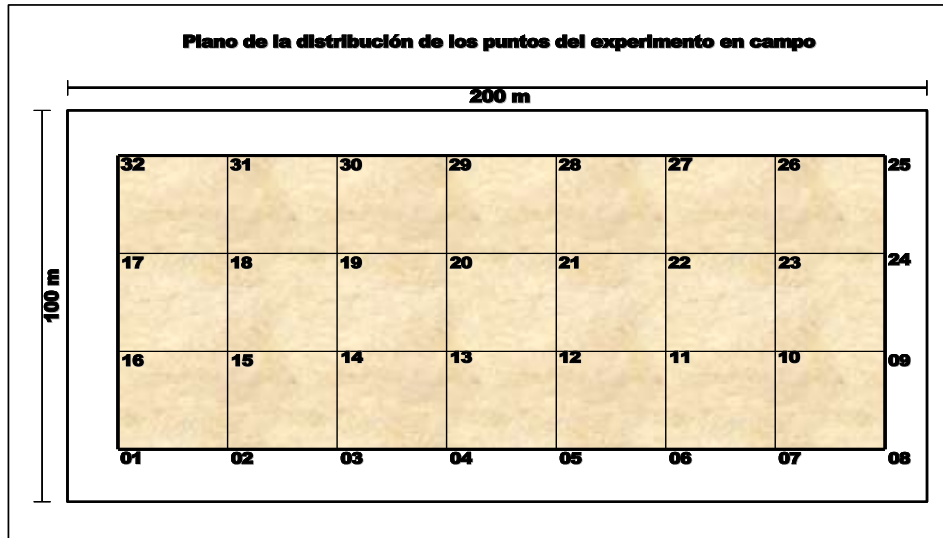 Plano de la distribución de los puntos del experimento en campo
200 m
100 m
32 31 30 29 28 27 26 25
17 18 19 20 21 22 23 24
16 15 14 13 12 11 10 09
01 02 03 04 05 06 07 08